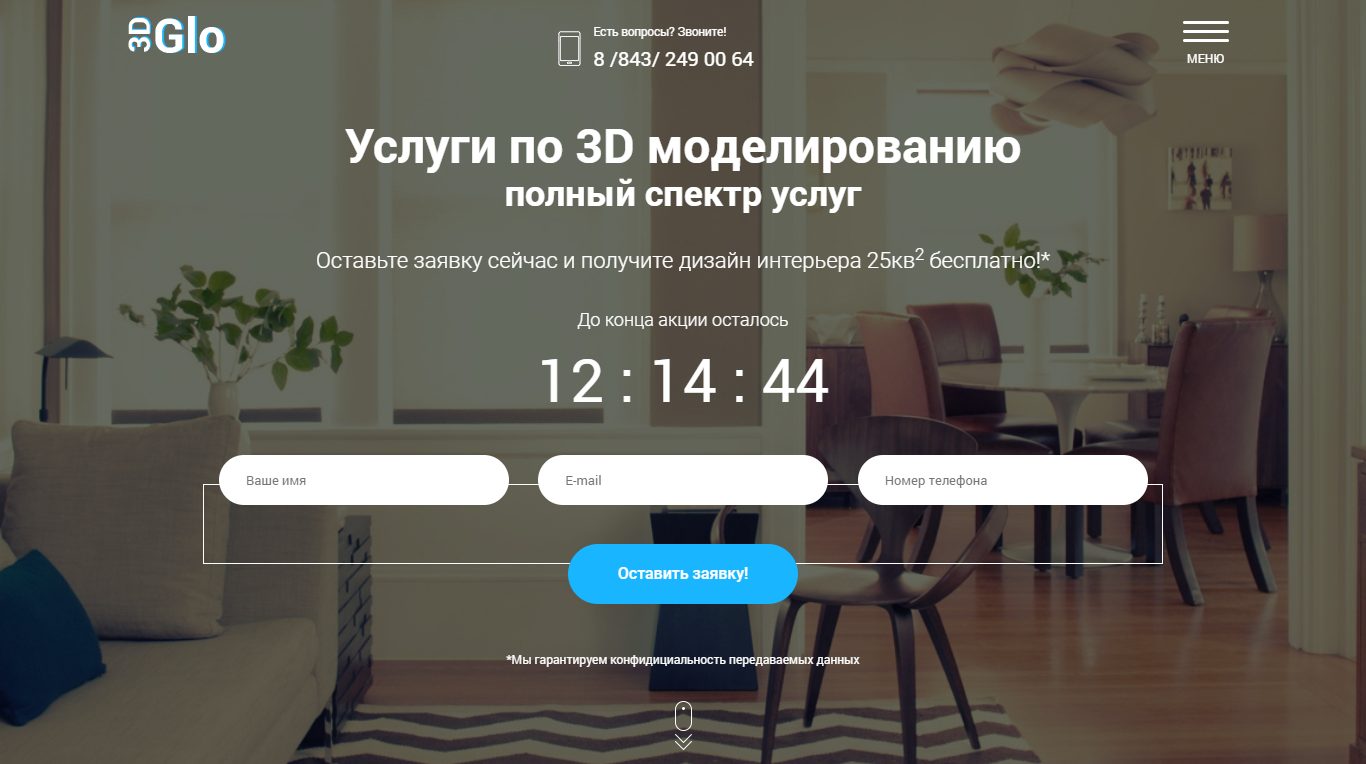 3D Glo
Есть вопросы? Звоните!
8 /843/ 249 00 64
МЕНЮ
Услуги по 3D моделированию
полный спектр услуг
Оставьте заявку сейчас и получите дизайн интерьера 25кв² бесплатно!*
До конца акции осталось
12 : 14 : 44
Ваше имя
E-mail
Номер телефона
Оставить заявку!
*Мы гарантируем конфидициальность передаваемых данных